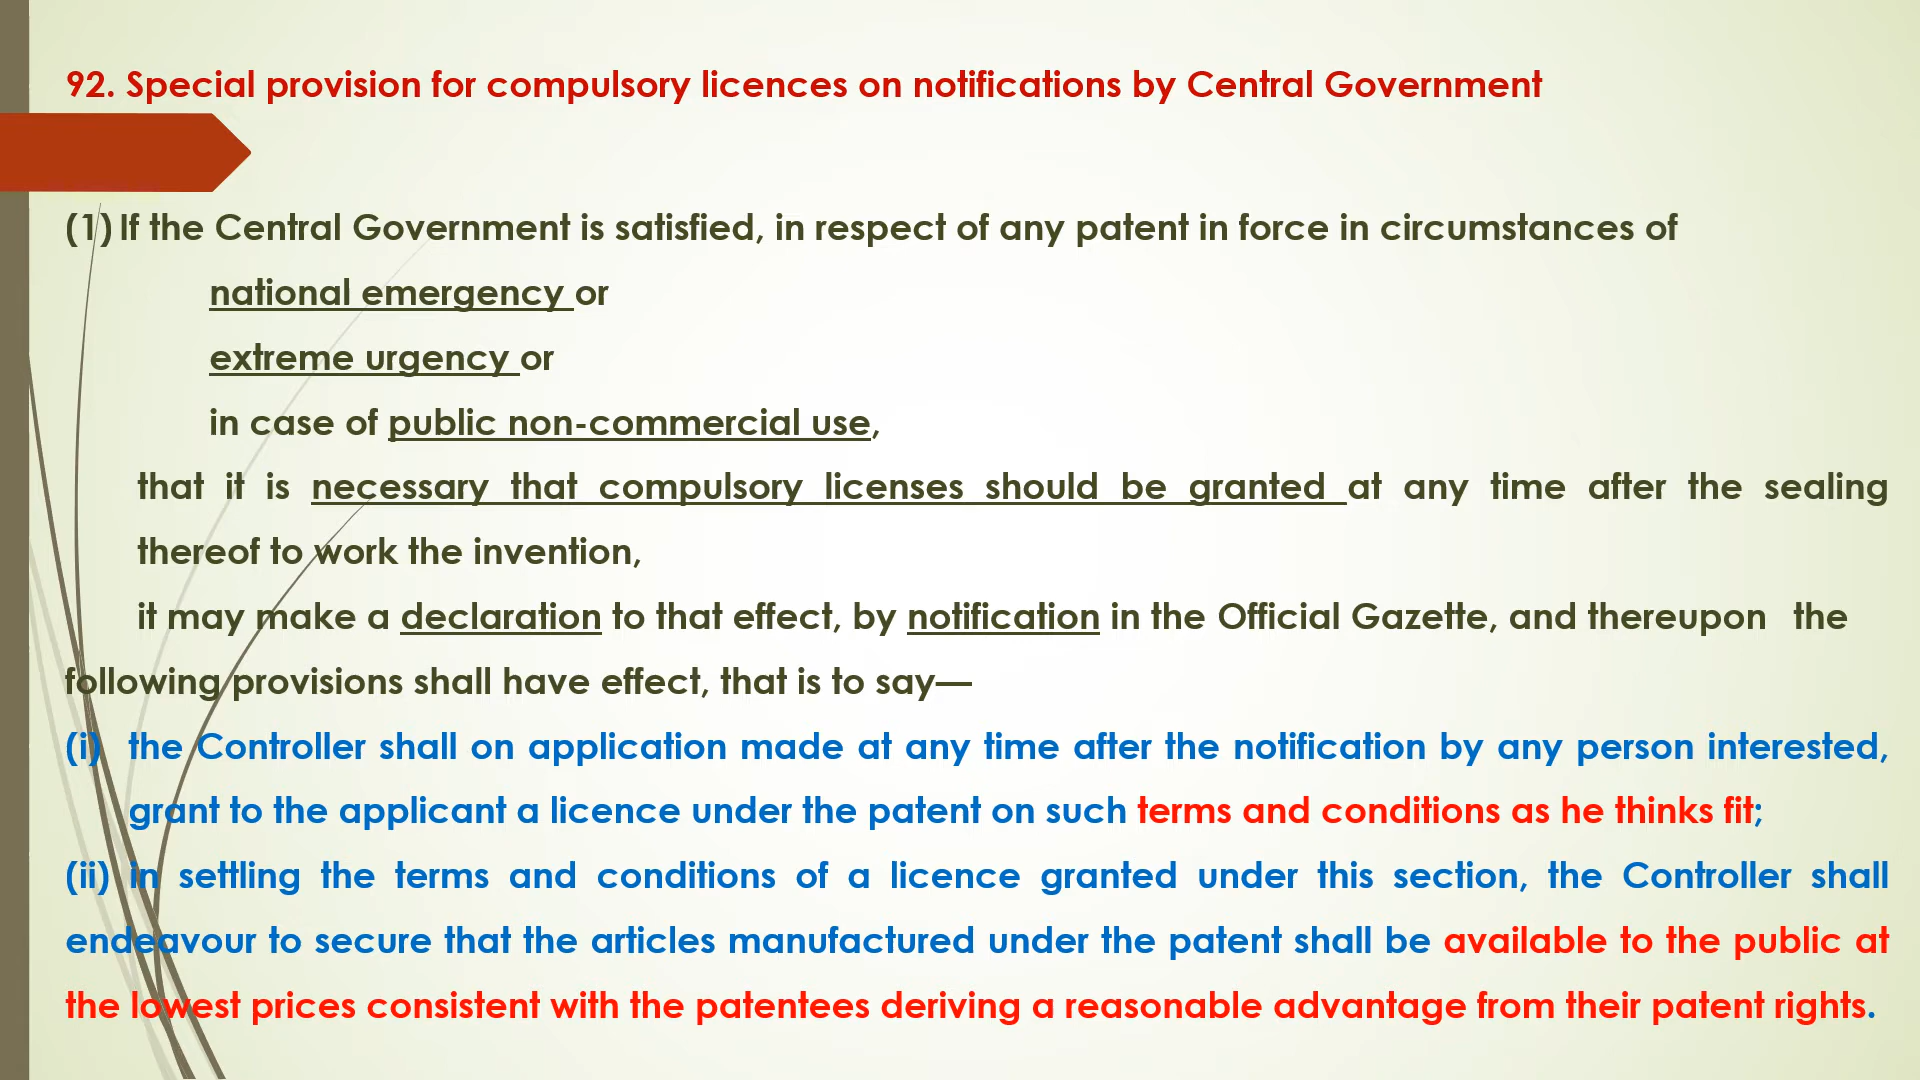 92. Special provision for compulsory licences on notifications by Central Government
(1) If the Central Government is satisfied, in respect of any patent in force in circumstances of
national emergency or
extreme urgency or
in case of public non-commercial use,
that it is necessary that compulsory licenses should be granted at any time after the sealing
thereof to work the invention,
it may make a declaration to that effect, by notification in the Official Gazette, and thereupon the
following provisions shall have effect, that is to say—
(i) the Controller shall on application made at any time after the notification by any person interested,
grant to the applicant a licence under the patent on such terms and conditions as he thinks fit;
(ii) in settling the terms and conditions of a licence granted under this section, the Controller shall
endeavour to secure that the articles manufactured under the patent shall be available to the public at
the lowest prices consistent with the patentees deriving a reasonable advantage from their patent rights.